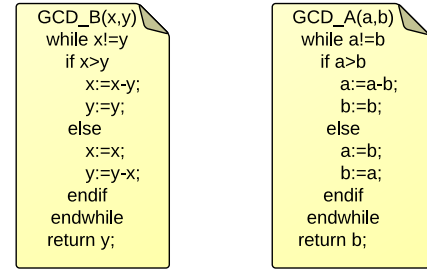 GCD_B(x,y)
while x!=y
if x>y
x:=x-y;
y:=y;
else
x:=x;
y:=y-x;
endif
endwhile
return y;
GCD_A(a,b)
while a!=b
if a>b
a:=a-b;
b:=b;
else
a:=b;
b:=a;
endif
endwhile
return b;